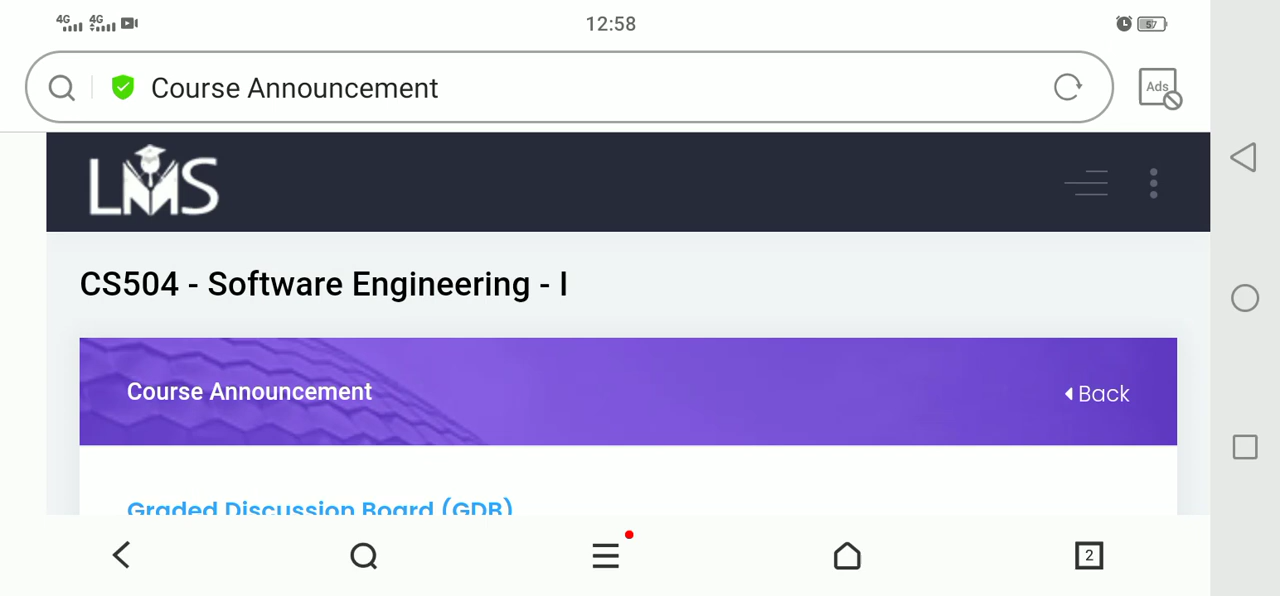 4G 4G 12:58 57
Course Announcement
Ads
LMS
CS504 - Software Engineering - I
Course Announcement
Back
Graded Discussion Board (GDB)
2